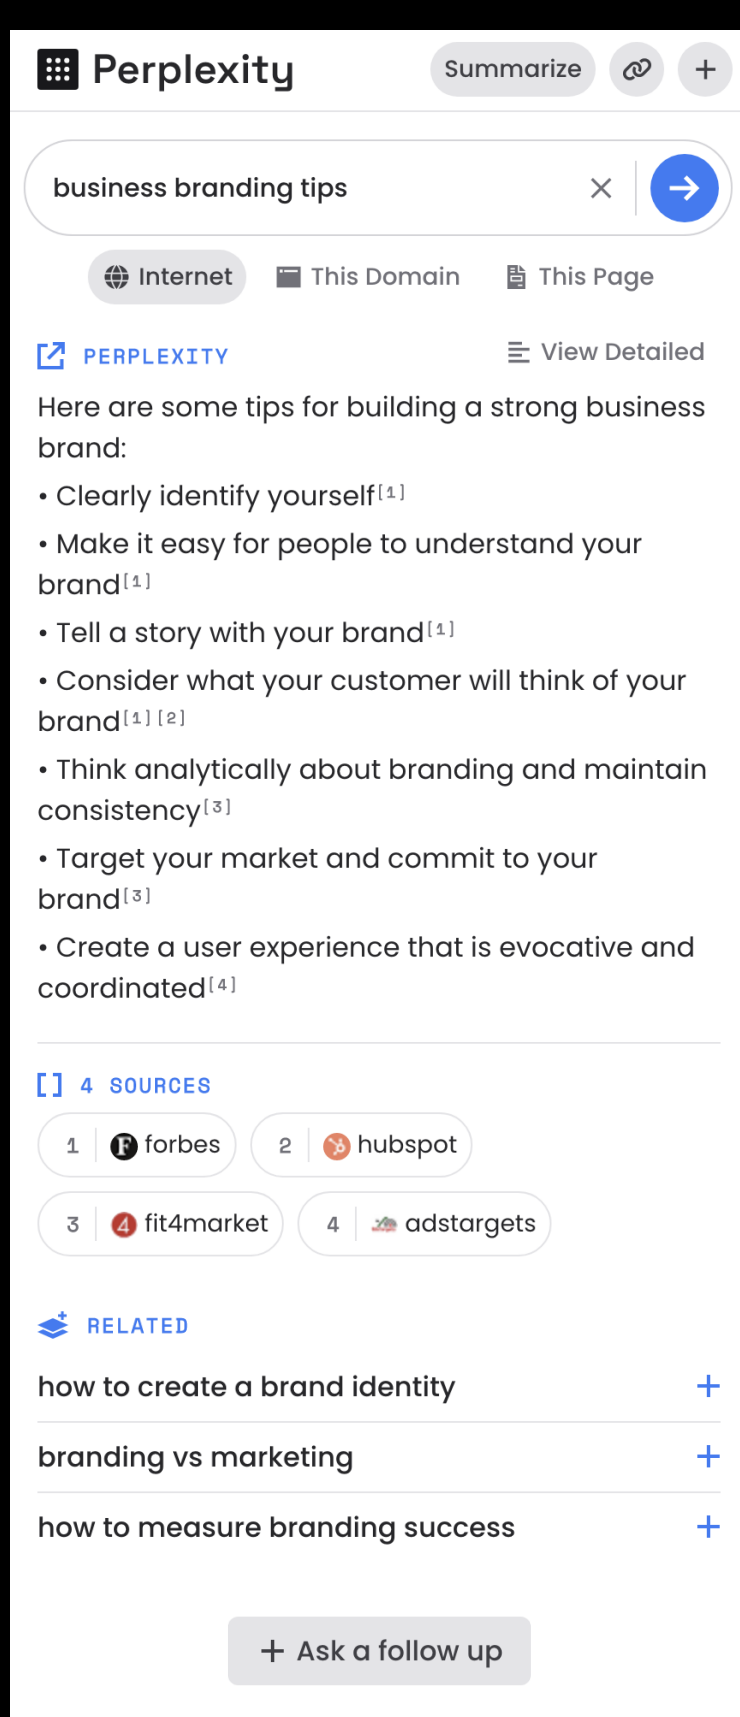 Perplexity
Summarize
business branding tips
Internet
This Domain
This Page
PERPLEXITY
View Detailed
Here are some tips for building a strong business
brand:
• Clearly identify yourself[1]
• Make it easy for people to understand your
brand[1]
• Tell a story with your brand[1]
• Consider what your customer will think of your
brand[1][2]
• Think analytically about branding and maintain
consistency[3]
• Target your market and commit to your
brand[3]
• Create a user experience that is evocative and
coordinated[4]
4 SOURCES
1 F forbes
2 hubspot
3 4 fit4market
4 adstargets
RELATED
how to create a brand identity
branding vs marketing
how to measure branding success
+ Ask a follow up